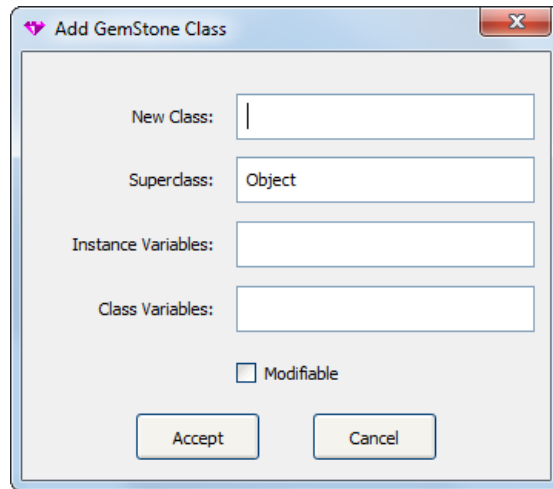 Add GemStone Class
New Class:
Superclass: Object
Instance Variables:
Class Variables:
Modifiable
Accept Cancel